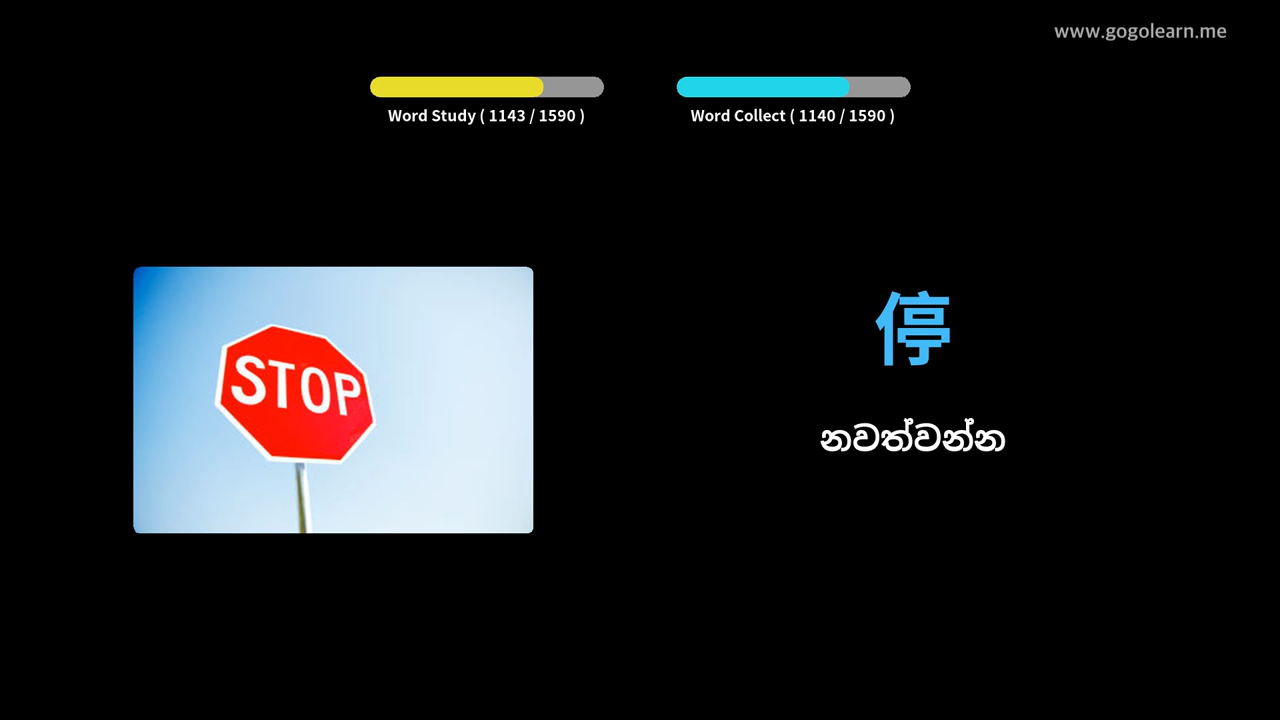 www.gogolearn.me
Word Study ( 1143 / 1590 )
Word Collect ( 1140 / 1590 )
STOP
停
නවත්වන්න